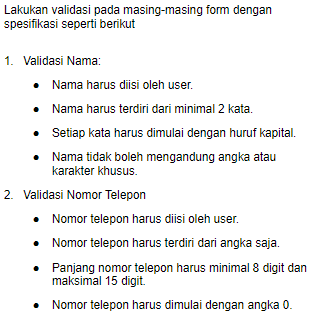 Lakukan validasi pada masing-masing form dengan
spesifikasi seperti berikut
1. Validasi Nama:
● Nama harus diisi oleh user.
● Nama harus terdiri dari minimal 2 kata.
● Setiap kata harus dimulai dengan huruf kapital.
● Nama tidak boleh mengandung angka atau
karakter khusus.
2. Validasi Nomor Telepon
● Nomor telepon harus diisi oleh user.
● Nomor telepon harus terdiri dari angka saja.
● Panjang nomor telepon harus minimal 8 digit dan
maksimal 15 digit.
● Nomor telepon harus dimulai dengan angka 0.